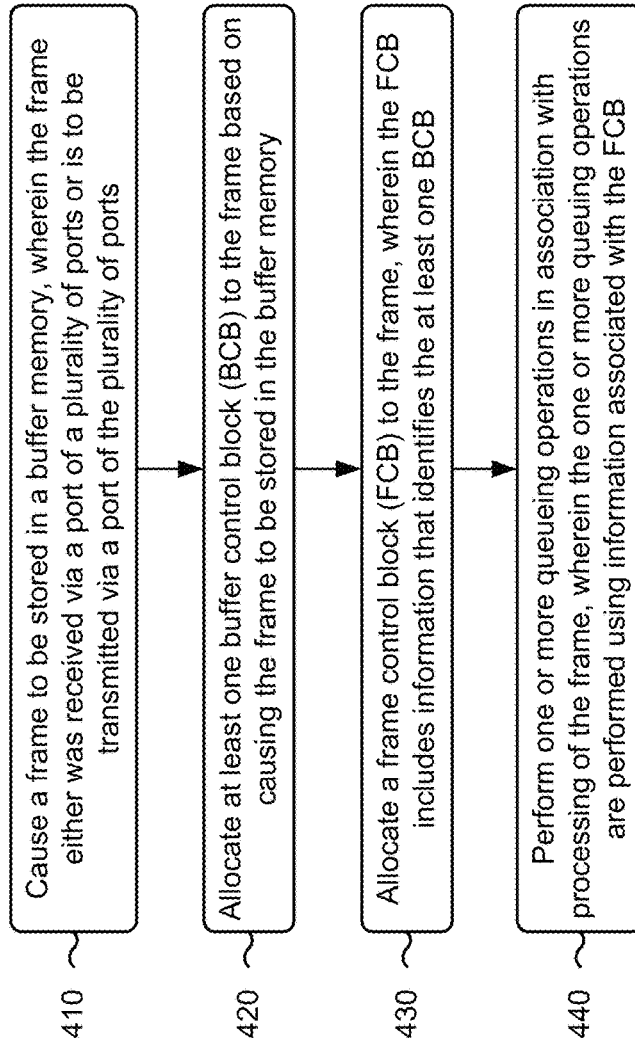 410
Cause a frame to be stored in a buffer memory, wherein the frame
either was received via a port of a plurality of ports or is to be
transmitted via a port of the plurality of ports
420
Allocate at least one buffer control block (BCB) to the frame based on
causing the frame to be stored in the buffer memory
430
Allocate a frame control block (FCB) to the frame, wherein the FCB
includes information that identifies the at least one BCB
440
Perform one or more queueing operations in association with
processing of the frame, wherein the one or more queuing operations
are performed using information associated with the FCB